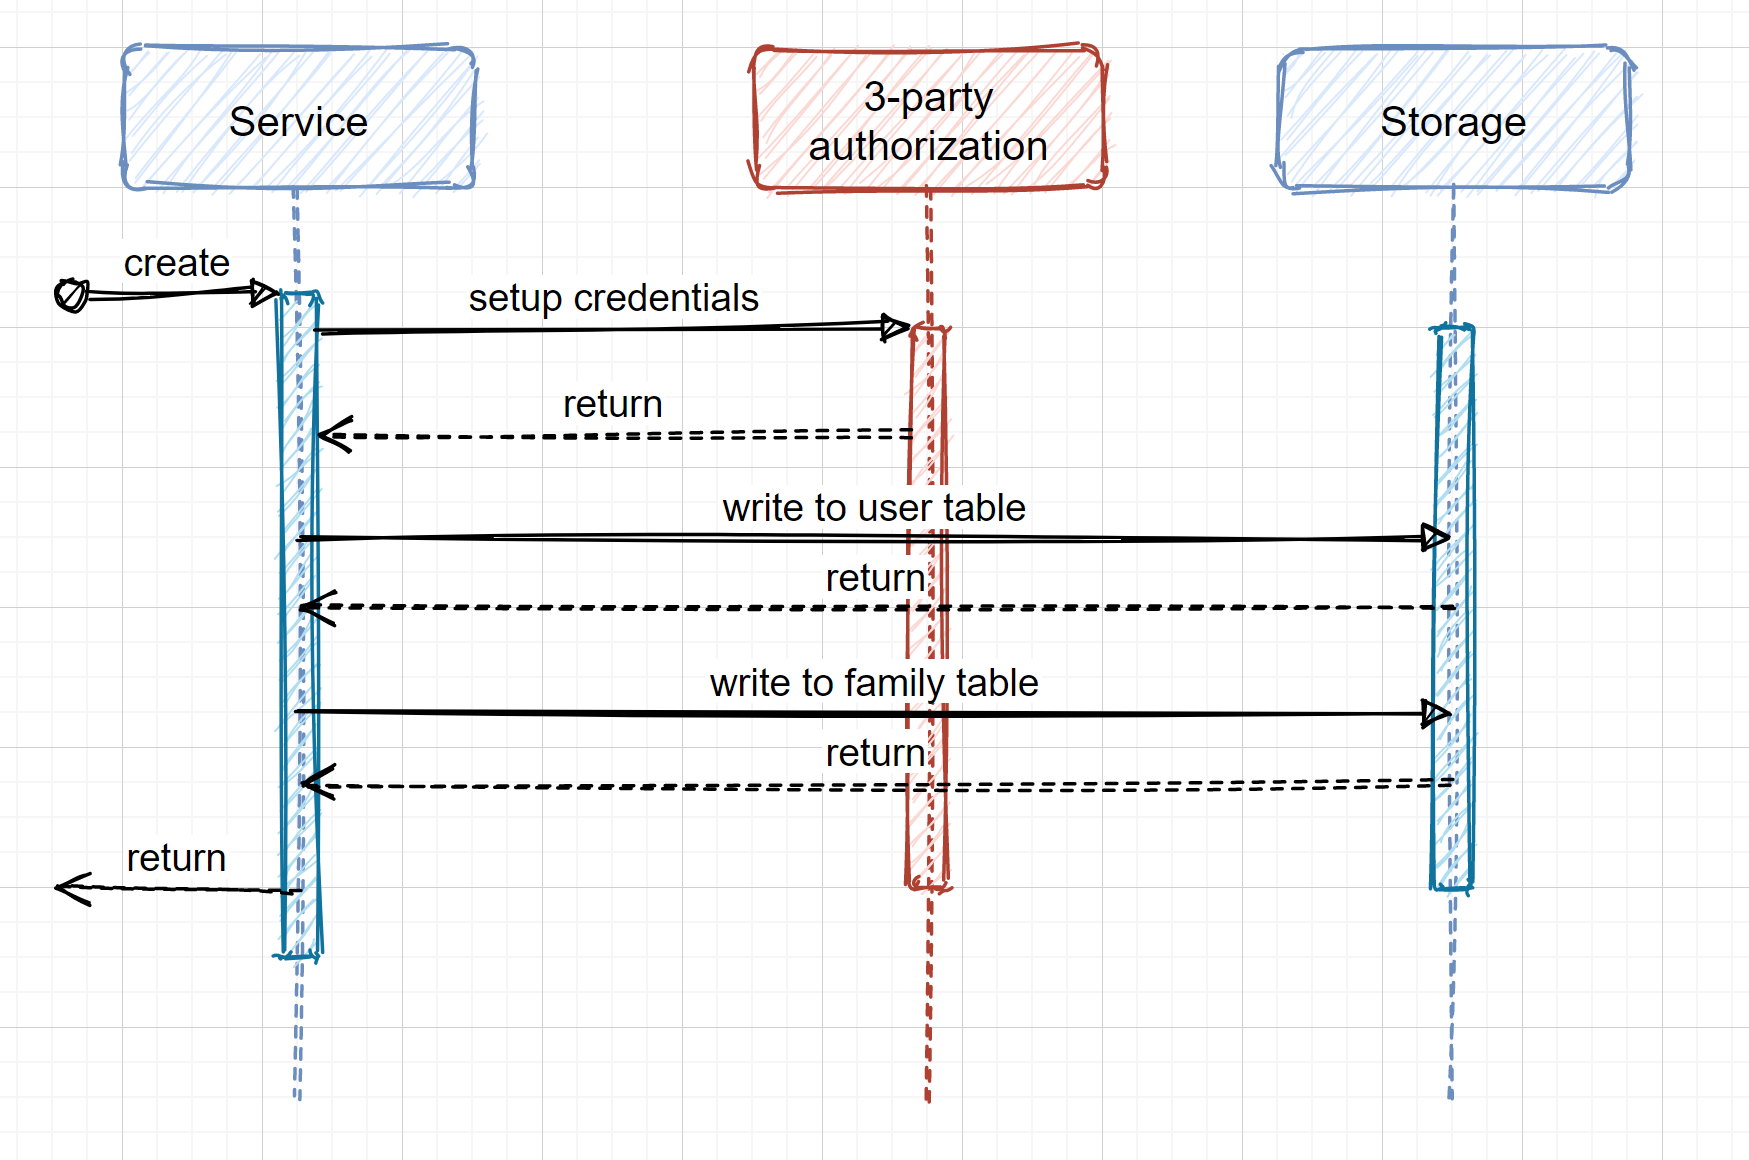 Service
3-party
authorization
Storage
create
setup credentials
return
write to user table
return
write to family table
return
return